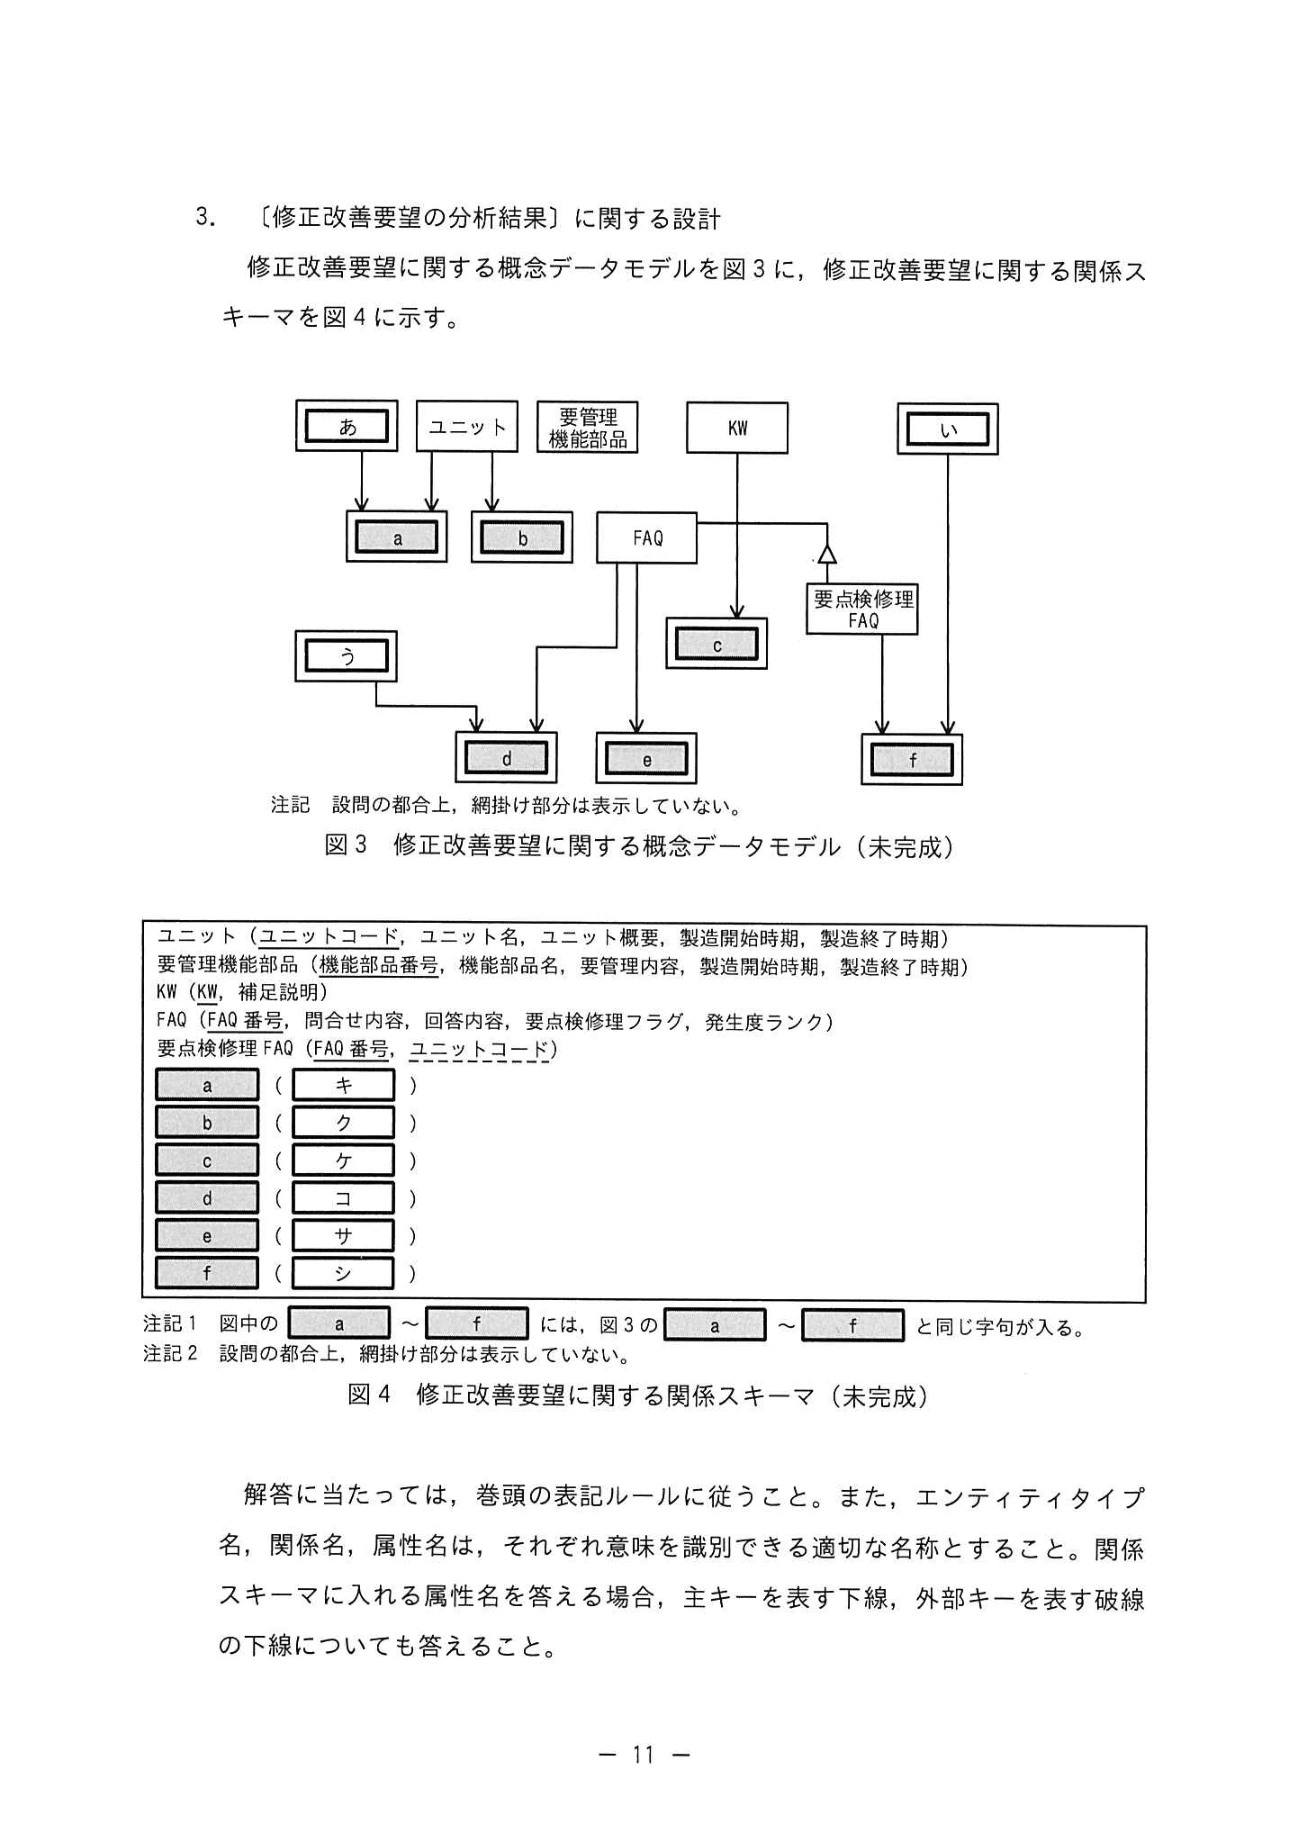 3. 〔修正改善要望の分析結果〕に関する設計
修正改善要望に関する概念データモデルを図3に，修正改善要望に関する関係ス
キーマを図4に示す。
あ
ユニット
要管理
機能部品
KW
い
a
b
FAQ
要点検修理
FAQ
う
c
d
e
f
注記　設問の都合上，網掛け部分は表示していない。
図3　修正改善要望に関する概念データモデル（未完成）
ユニット（ユニットコード，ユニット名，ユニット概要，製造開始時期，製造終了時期）
要管理機能部品（機能部品番号，機能部品名，要管理内容，製造開始時期，製造終了時期）
KW（KW，補足説明）
FAQ（FAQ番号，問合せ内容，回答内容，要点検修理フラグ，発生度ランク）
要点検修理FAQ（FAQ番号，ユニットコード）
a（キ）
b（ク）
c（ケ）
d（コ）
e（サ）
f（シ）
注記1　図中の a ～ f には，図3の a ～ f と同じ字句が入る。
注記2　設問の都合上，網掛け部分は表示していない。
図4　修正改善要望に関する関係スキーマ（未完成）
解答に当たっては，巻頭の表記ルールに従うこと。また，エンティティタイプ
名，関係名，属性名は，それぞれ意味を識別できる適切な名称とすること。関係
スキーマに入れる属性名を答える場合，主キーを表す下線，外部キーを表す破線
の下線についても答えること。
－ 11 －